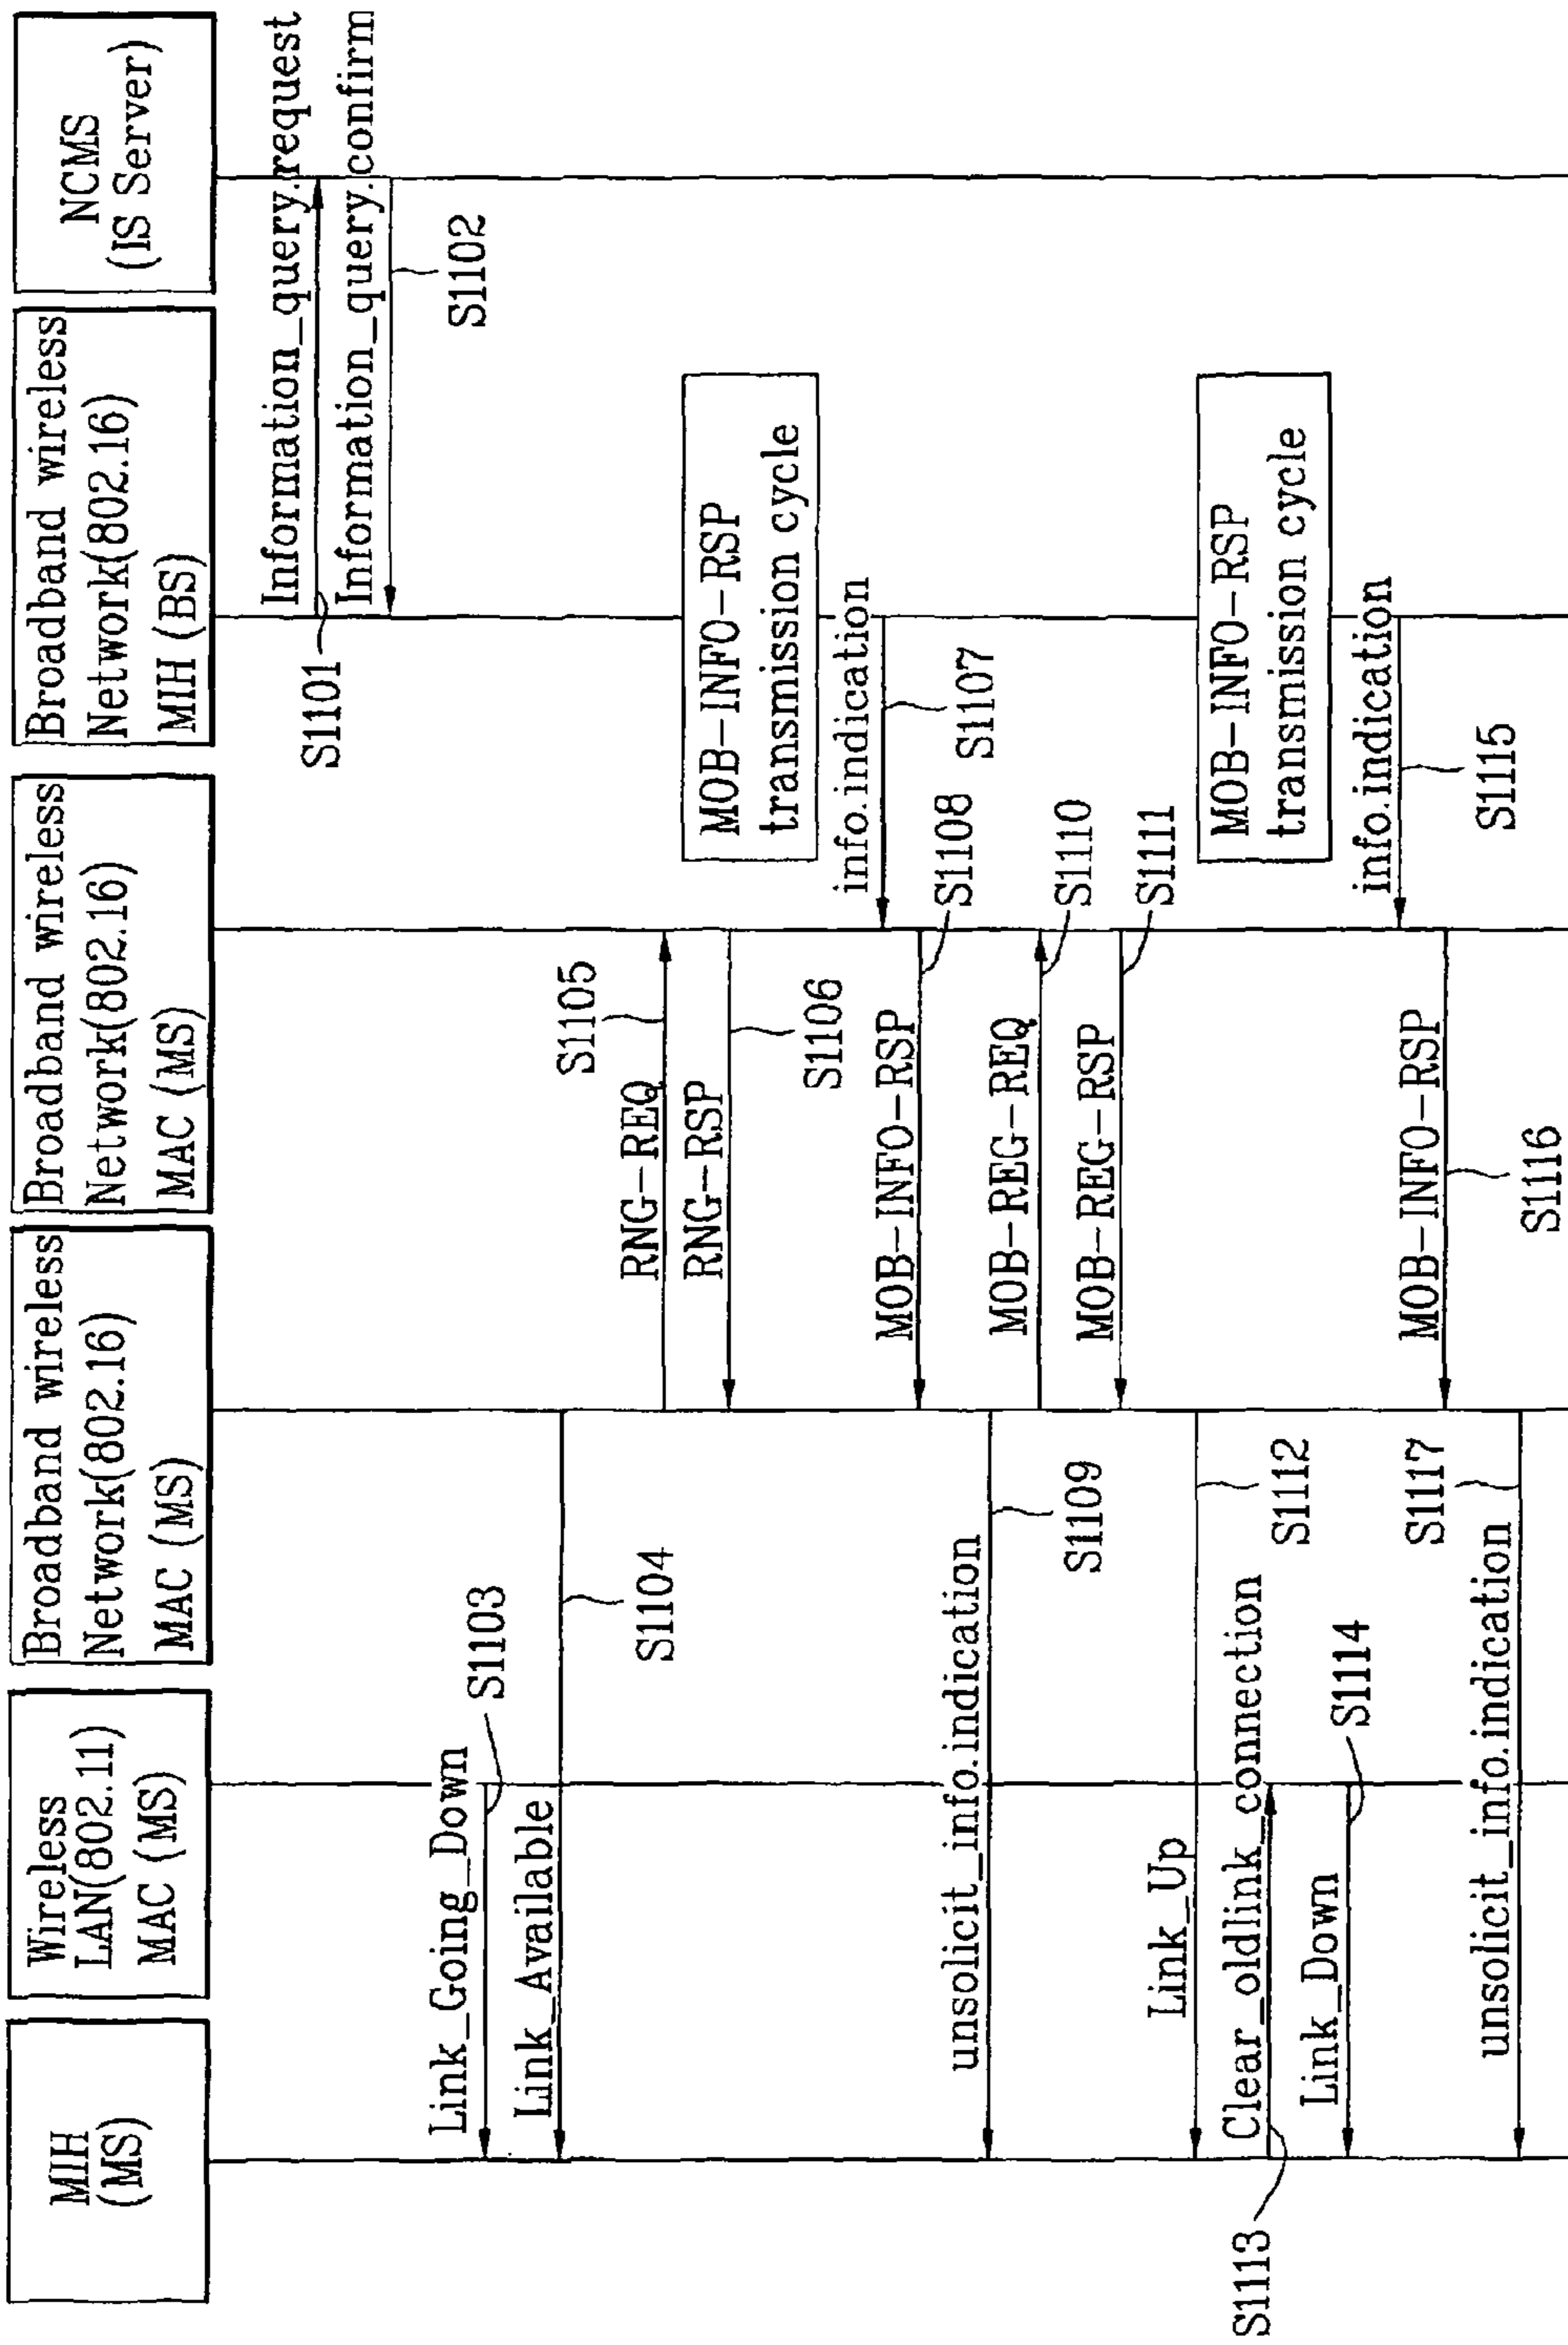 MIH
(MS)
Wireless
LAN(802.11)
MAC (MS)
Broadband wireless
Network(802.16)
MAC (MS)
Broadband wireless
Network(802.16)
MAC (MS)
Broadband wireless
Network(802.16)
MIH (BS)
NCMS
(IS Server)
Information_query.request
S1101
Information_query.confirm
S1102
Link_Going_Down
S1103
Link_Available
S1104
RNG-REQ
S1105
RNG-RSP
S1106
MOB-INFO-RSP
transmission cycle
info.indication
S1107
MOB-INFO-RSP
S1108
unsolicit_info.indication
S1109
MOB-REG-REQ
S1110
MOB-REG-RSP
S1111
Link_Up
S1112
Clear_oldlink_connection
S1113
Link_Down
S1114
MOB-INFO-RSP
transmission cycle
info.indication
S1115
MOB-INFO-RSP
S1116
unsolicit_info.indication
S1117